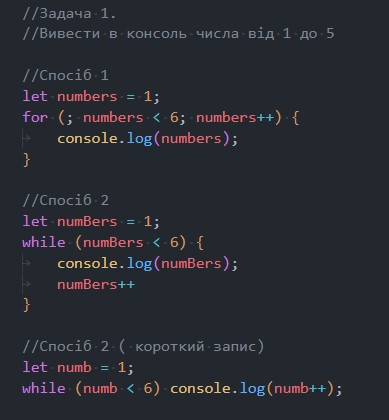 //Задача 1.
//Вивести в консоль числа від 1 до 5
//Спосіб 1
let numbers = 1;
for (; numbers < 6; numbers++) {
console.log(numbers);
}
//Спосіб 2
let numBers = 1;
while (numBers < 6) {
console.log(numBers);
numBers++
}
//Спосіб 2 ( короткий запис)
let numb = 1;
while (numb < 6) console.log(numb++);